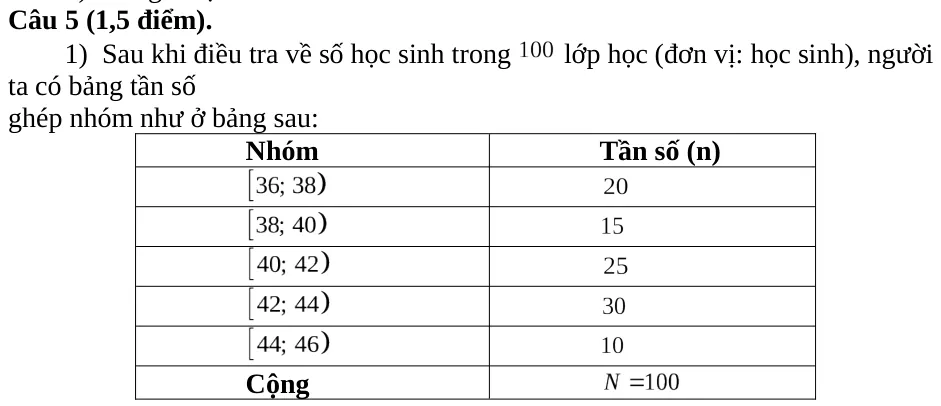 Câu 5 (1,5 điểm).
1) Sau khi điều tra về số học sinh trong 100 lớp học (đơn vị: học sinh), người
ta có bảng tần số
ghép nhóm như ở bảng sau:
Nhóm Tần số (n)
[36; 38) 20
[38; 40) 15
[40; 42) 25
[42; 44) 30
[44; 46) 10
Cộng N =100